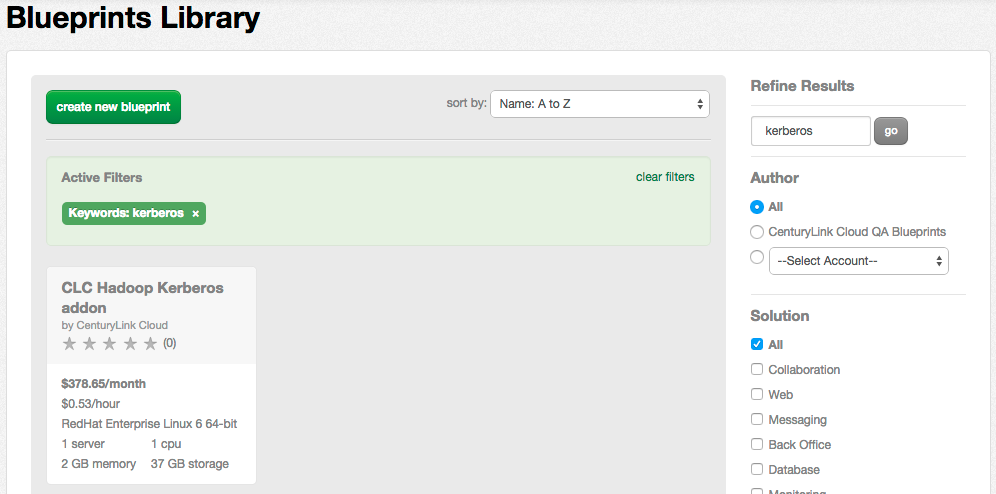 Blueprints Library
create new blueprint
sort by: Name: A to Z
Active Filters
clear filters
Keywords: kerberos ×
CLC Hadoop Kerberos
addon
by CenturyLink Cloud
(0)
$378.65/month
$0.53/hour
RedHat Enterprise Linux 6 64-bit
1 server 1 cpu
2 GB memory 37 GB storage
Refine Results
kerberos go
Author
All
CenturyLink Cloud QA Blueprints
--Select Account--
Solution
All
Collaboration
Web
Messaging
Back Office
Database
Monitoring